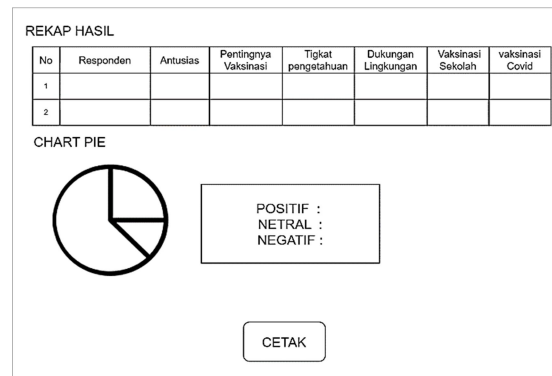 REKAP HASIL
No Responden Antusias Pentingnya Vaksinasi Tigkat pengetahuan Dukungan Lingkungan Vaksinasi Sekolah vaksinasi Covid
1
2
CHART PIE
POSITIF :
NETRAL :
NEGATIF :
CETAK